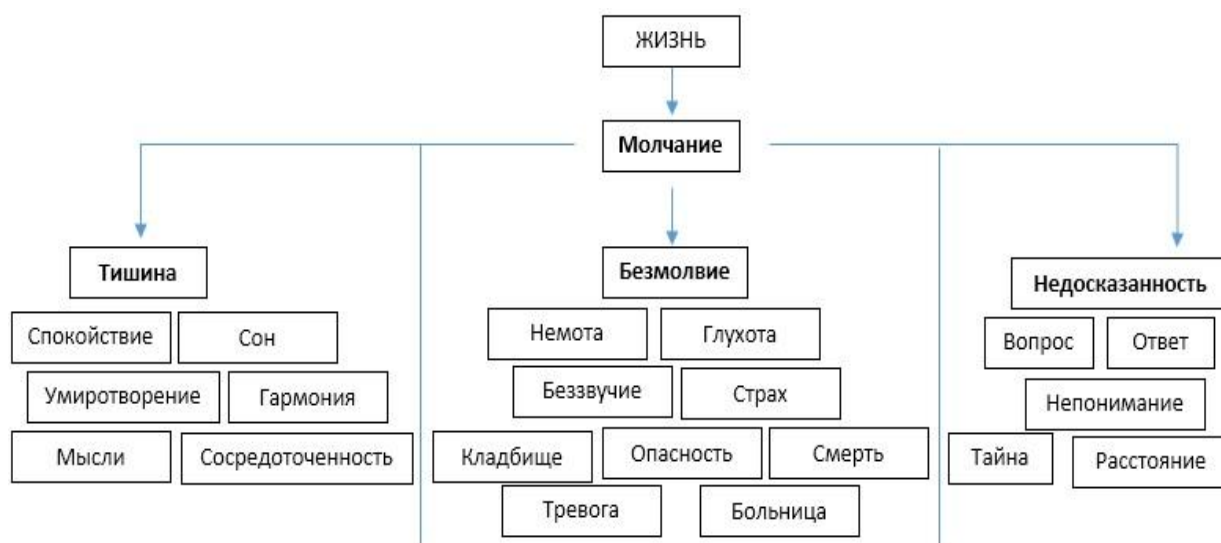 ЖИЗНЬ
Молчание
Тишина
Спокойствие
Сон
Умиротворение
Гармония
Мысли
Сосредоточенность
Безмолвие
Немота
Глухота
Беззвучие
Страх
Кладбище
Опасность
Смерть
Тревога
Больница
Недосказанность
Вопрос
Ответ
Непонимание
Тайна
Расстояние